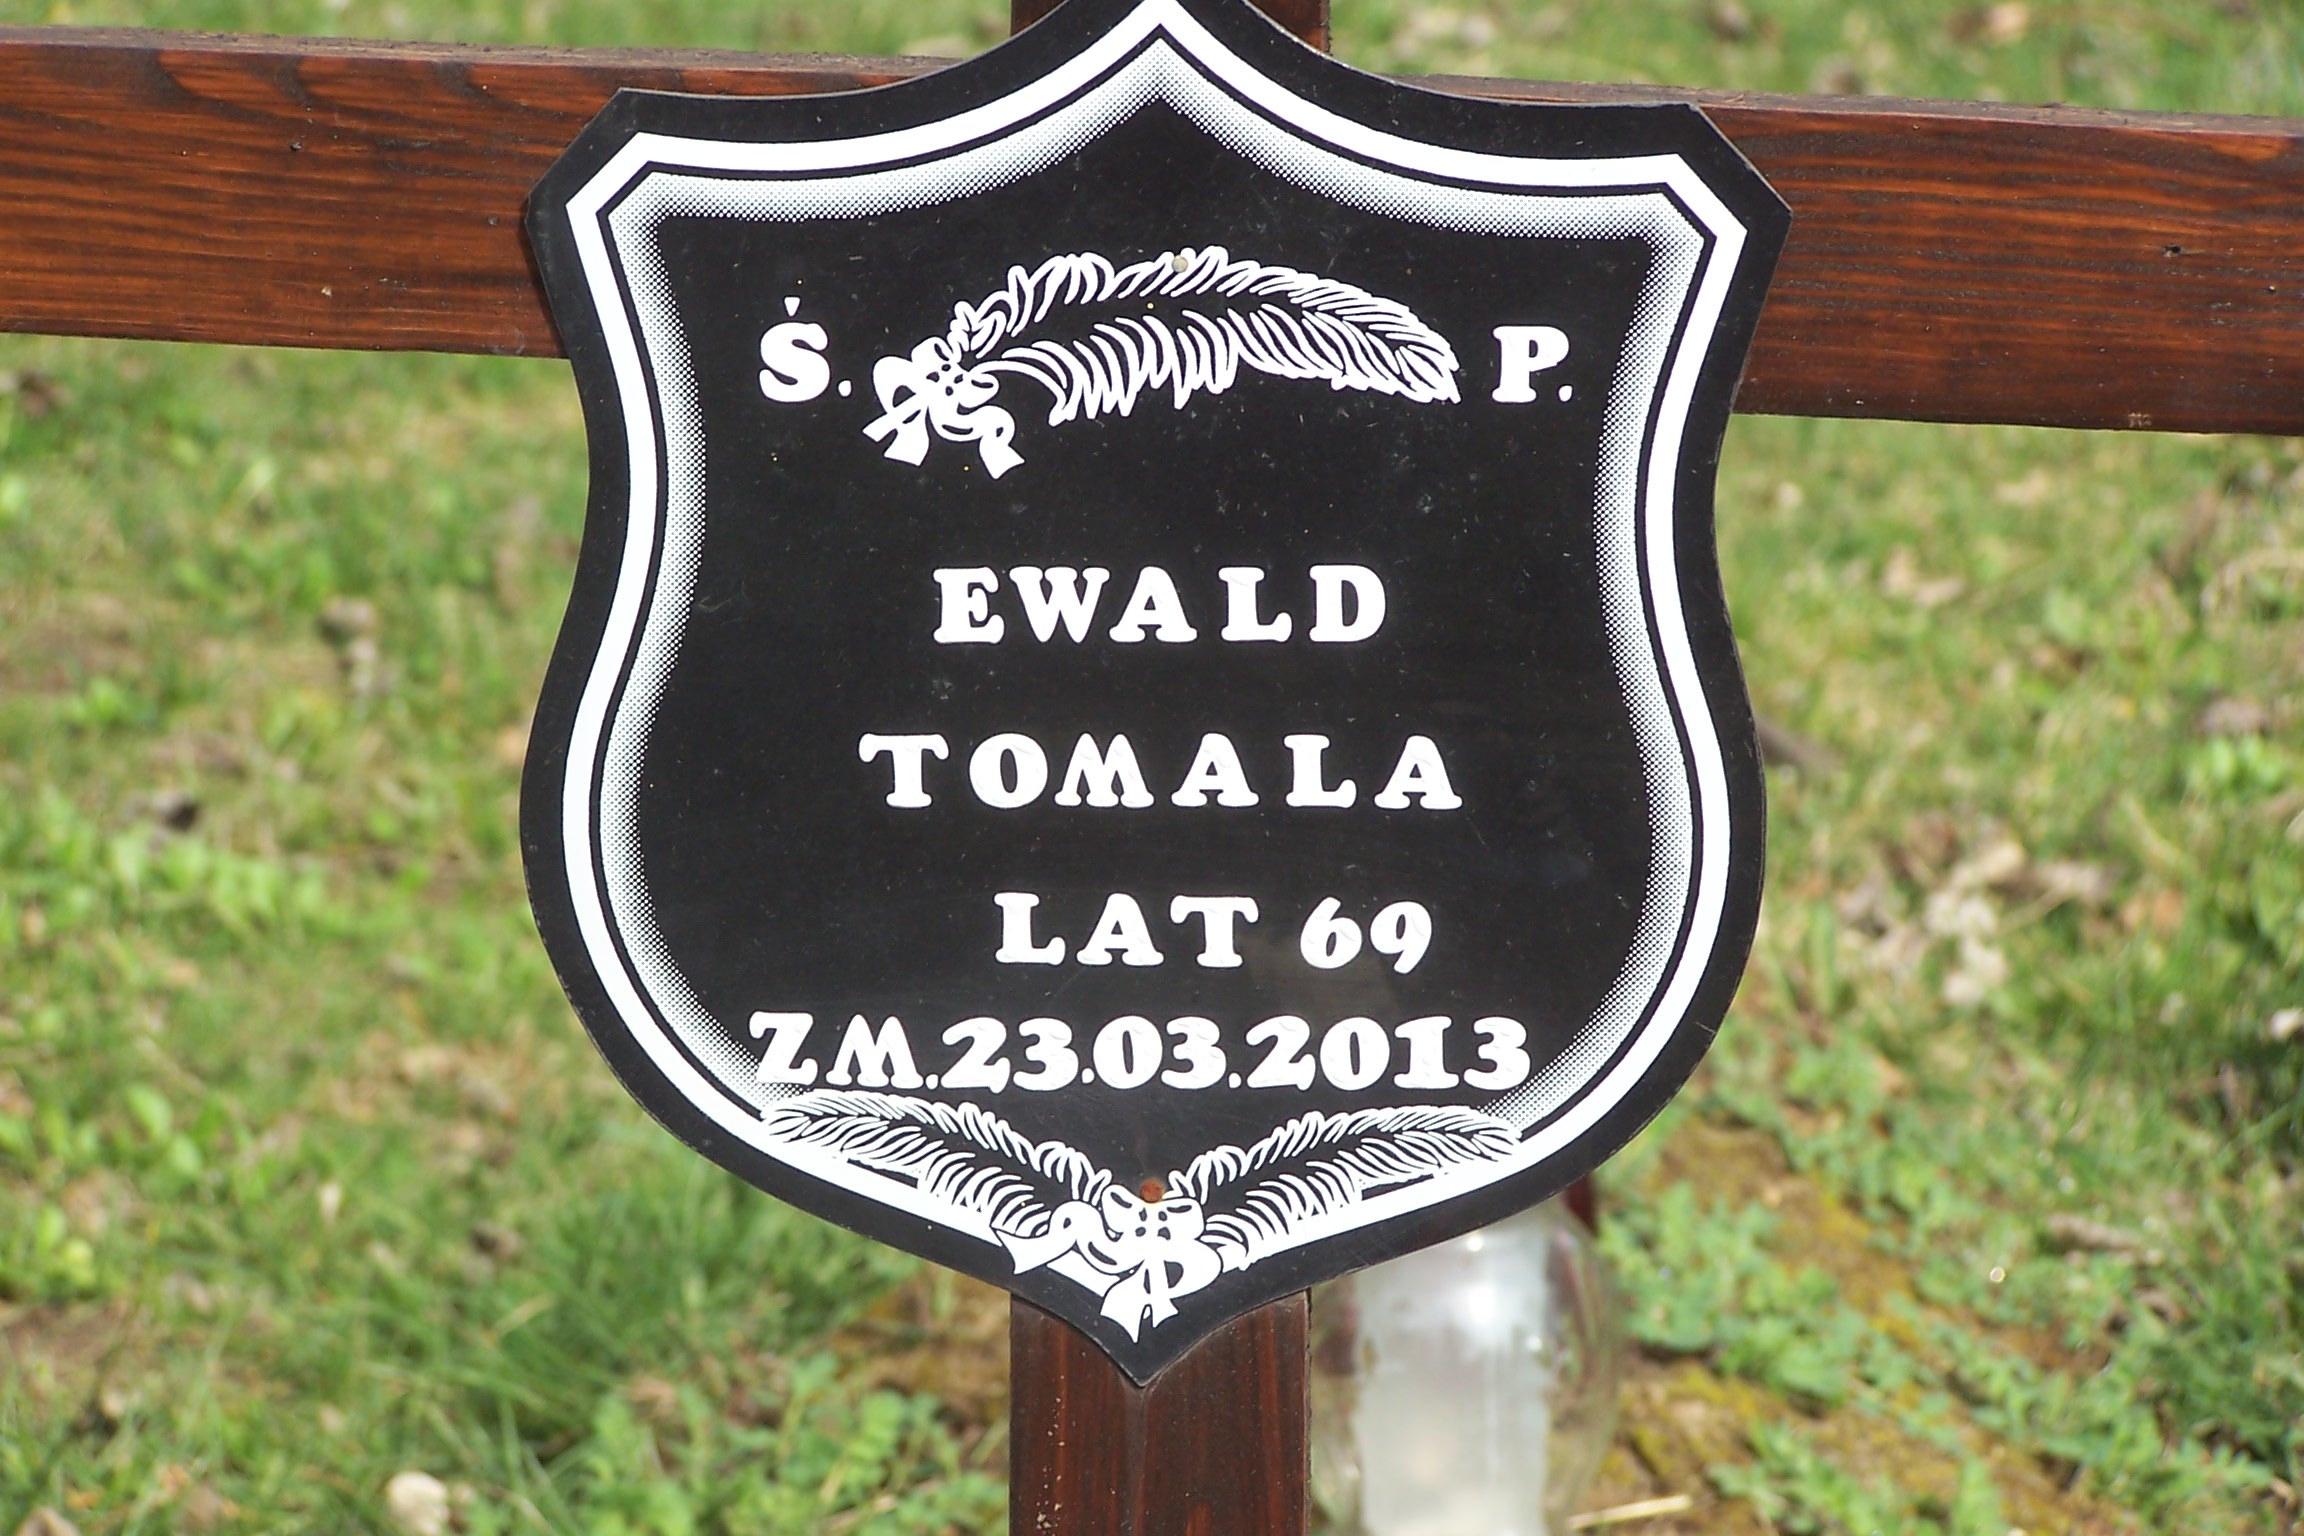 Ś. P.
EWALD
TOMALA
LAT 69
ZM.23.03.2013